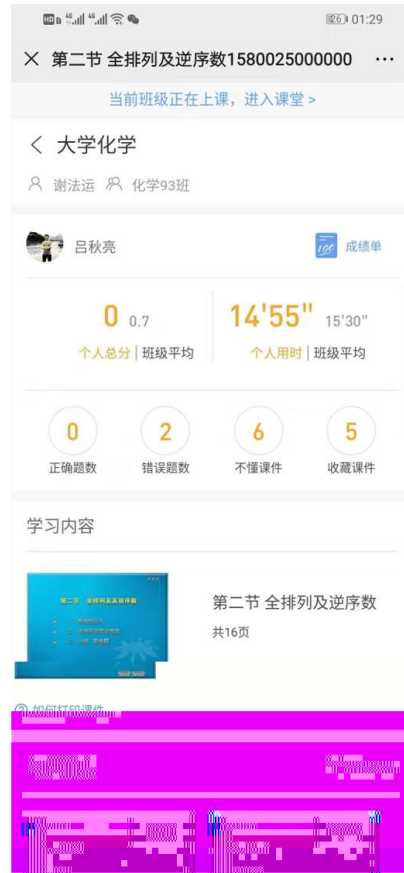 HD 46 46 26 01:29
第二节 全排列及逆序数1580025000000
当前班级正在上课，进入课堂 >
大学化学
谢法运 化学93班
吕秋亮
100 成绩单
0 0.7
14'55" 15'30"
个人总分 | 班级平均
个人用时 | 班级平均
0 2 6 5
正确题数 错误题数 不懂课件 收藏课件
学习内容
第二节 全排列及逆序数
第二节 全排列及逆序数
共16页
如何打印课件